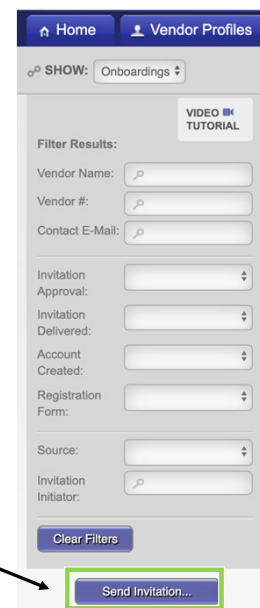 Home Vendor Profiles
SHOW: Onboardings
VIDEO
TUTORIAL
Filter Results:
Vendor Name:
Vendor #:
Contact E-Mail:
Invitation
Approval:
Invitation
Delivered:
Account
Created:
Registration
Form:
Source:
Invitation
Initiator:
Clear Filters
Send Invitation...